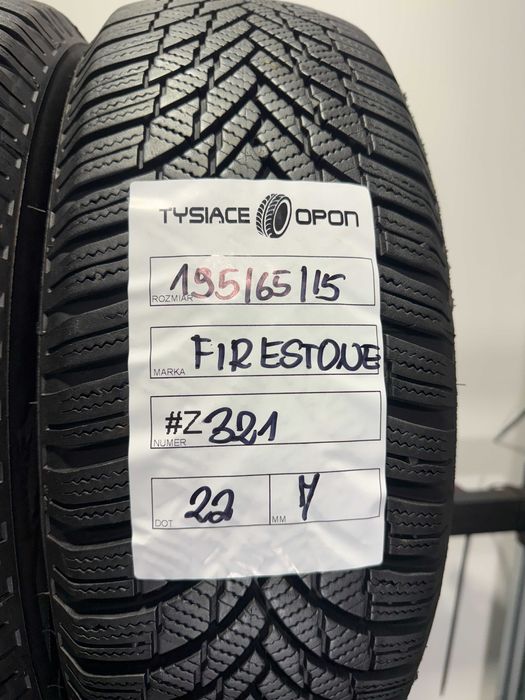 TYSIACE OPON
ROZMIAR 195/65/15
MARKA FIRESTONE
#Z321
NUMER
DOT 22 MM